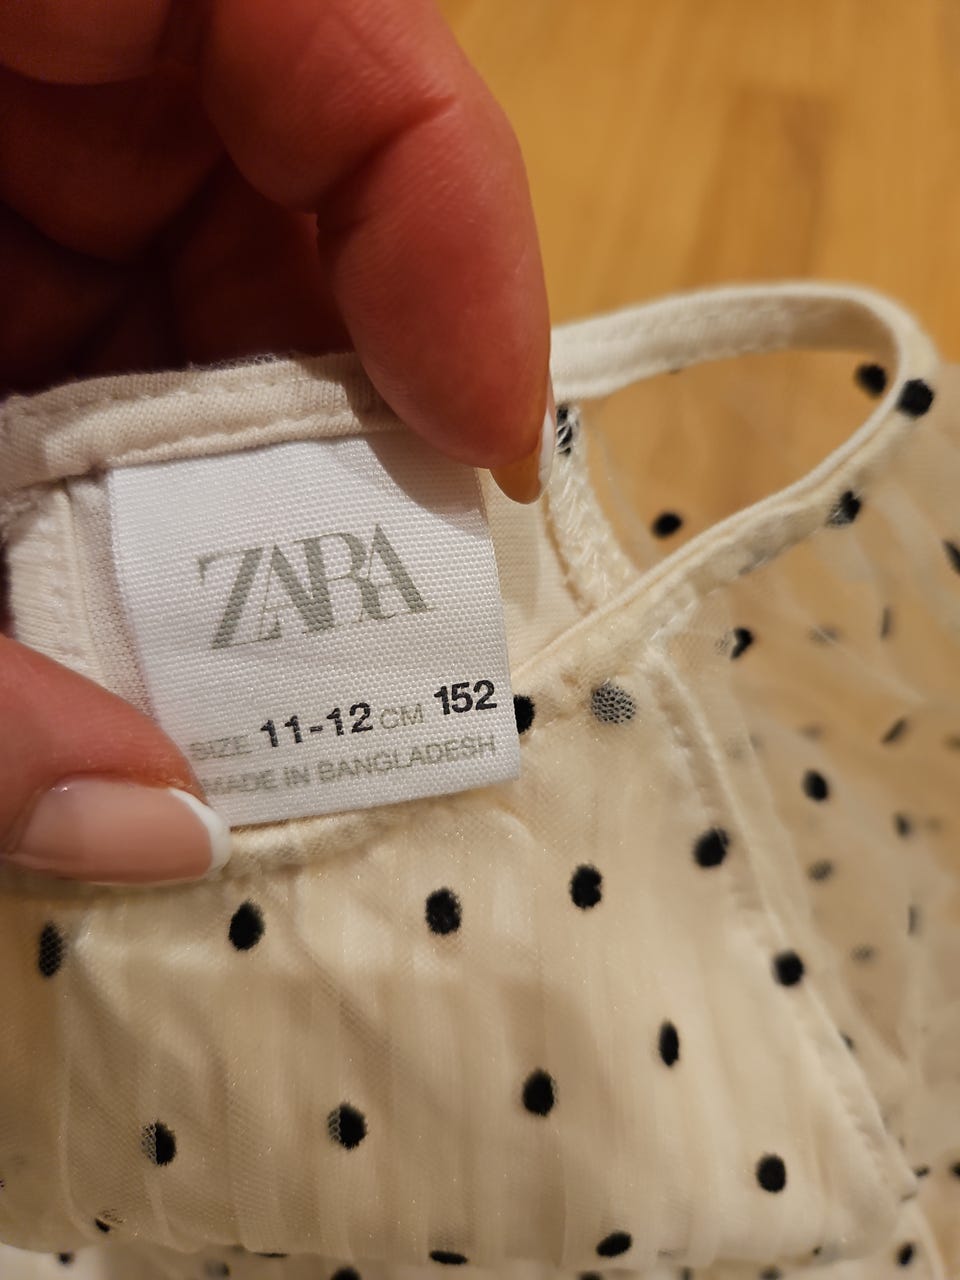 ZARA
SIZE 11-12 CM 152
MADE IN BANGLADESH